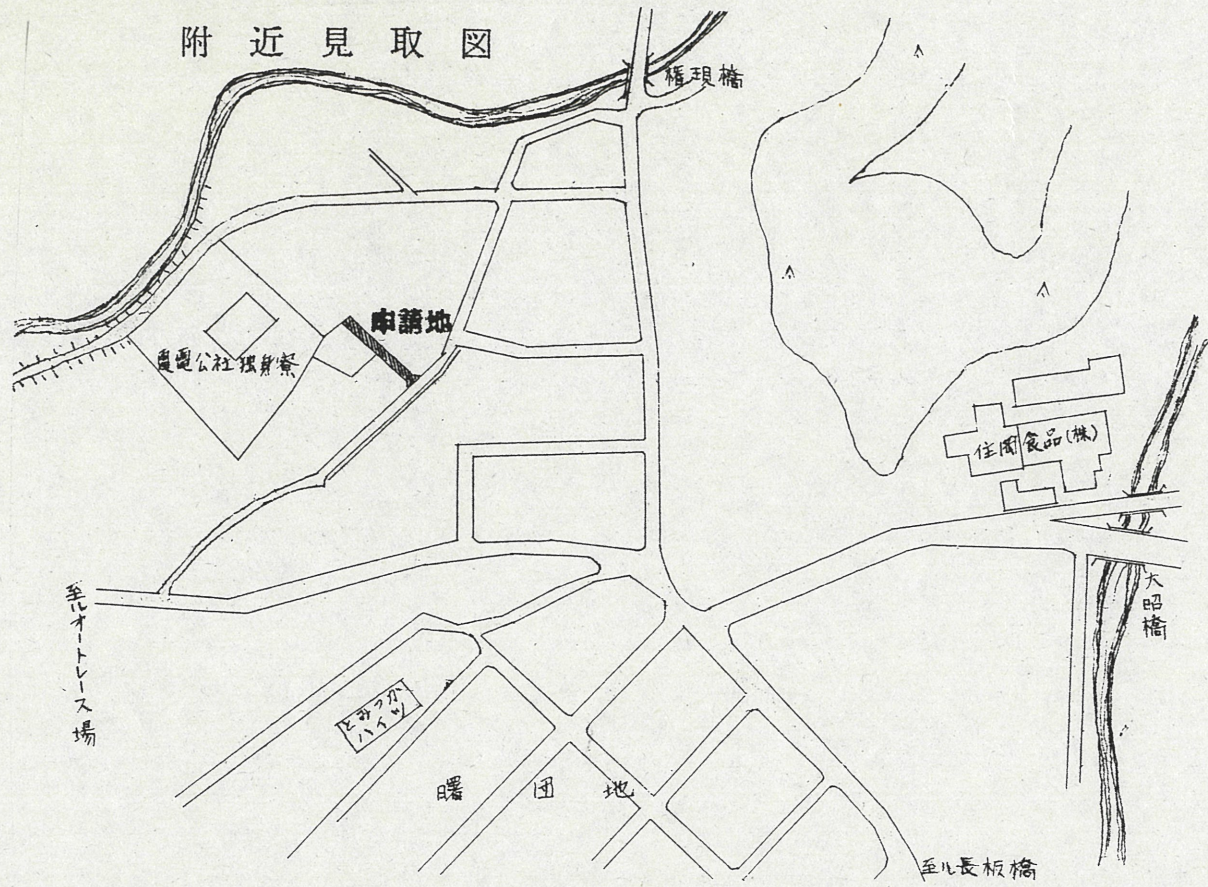 附近見取図
権現橋
申請地
電電公社独身寮
住岡食品(株)
大昭橋
至ルオートレース場
とみつか
ハイツ
曙団地
至ル長板橋